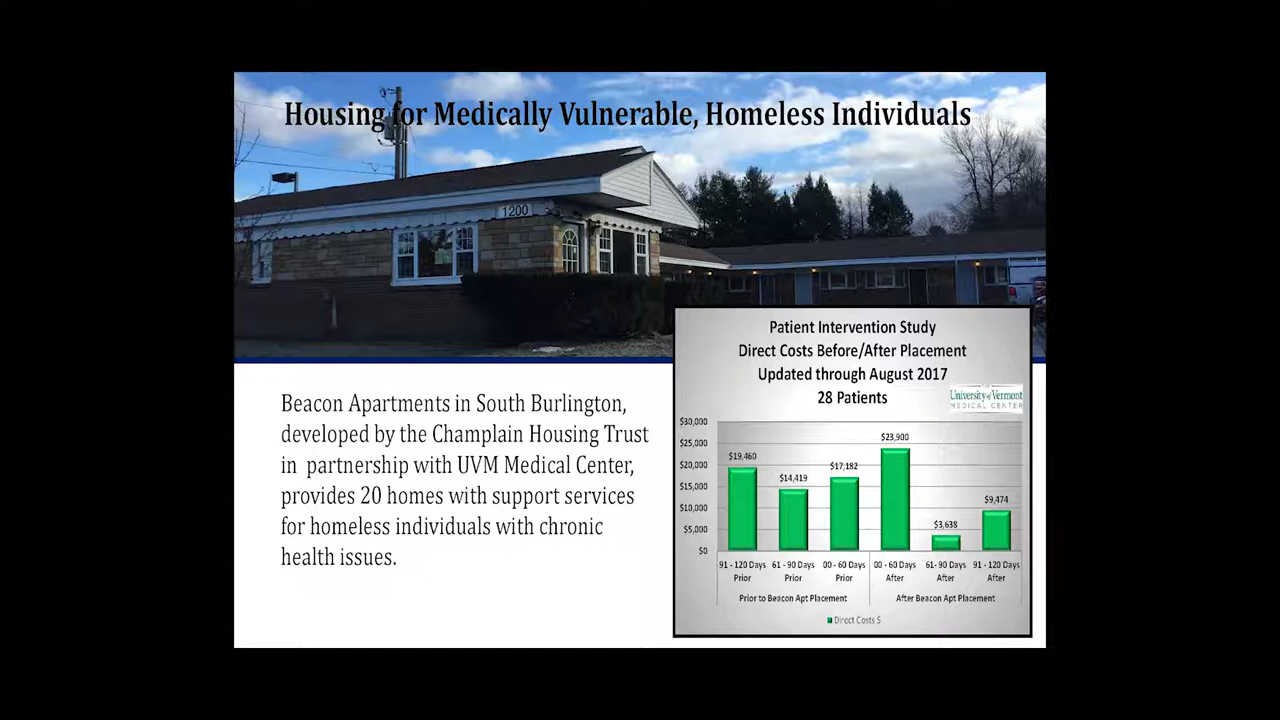 Housing for Medically Vulnerable, Homeless Individuals
1200
Beacon Apartments in South Burlington,
developed by the Champlain Housing Trust
in partnership with UVM Medical Center,
provides 20 homes with support services
for homeless individuals with chronic
health issues.
Patient Intervention Study
Direct Costs Before/After Placement
Updated through August 2017
28 Patients
THE
University of Vermont
MEDICAL CENTER
$30,000
$25,000
$20,000
$15,000
$10,000
$5,000
$0
$19,460
$14,419
$17,182
$23,900
$3,638
$9,474
91 - 120 Days Prior
61 - 90 Days Prior
00 - 60 Days Prior
00 - 60 Days After
61- 90 Days After
91 - 120 Days After
Prior to Beacon Apt Placement
After Beacon Apt Placement
Direct Costs $